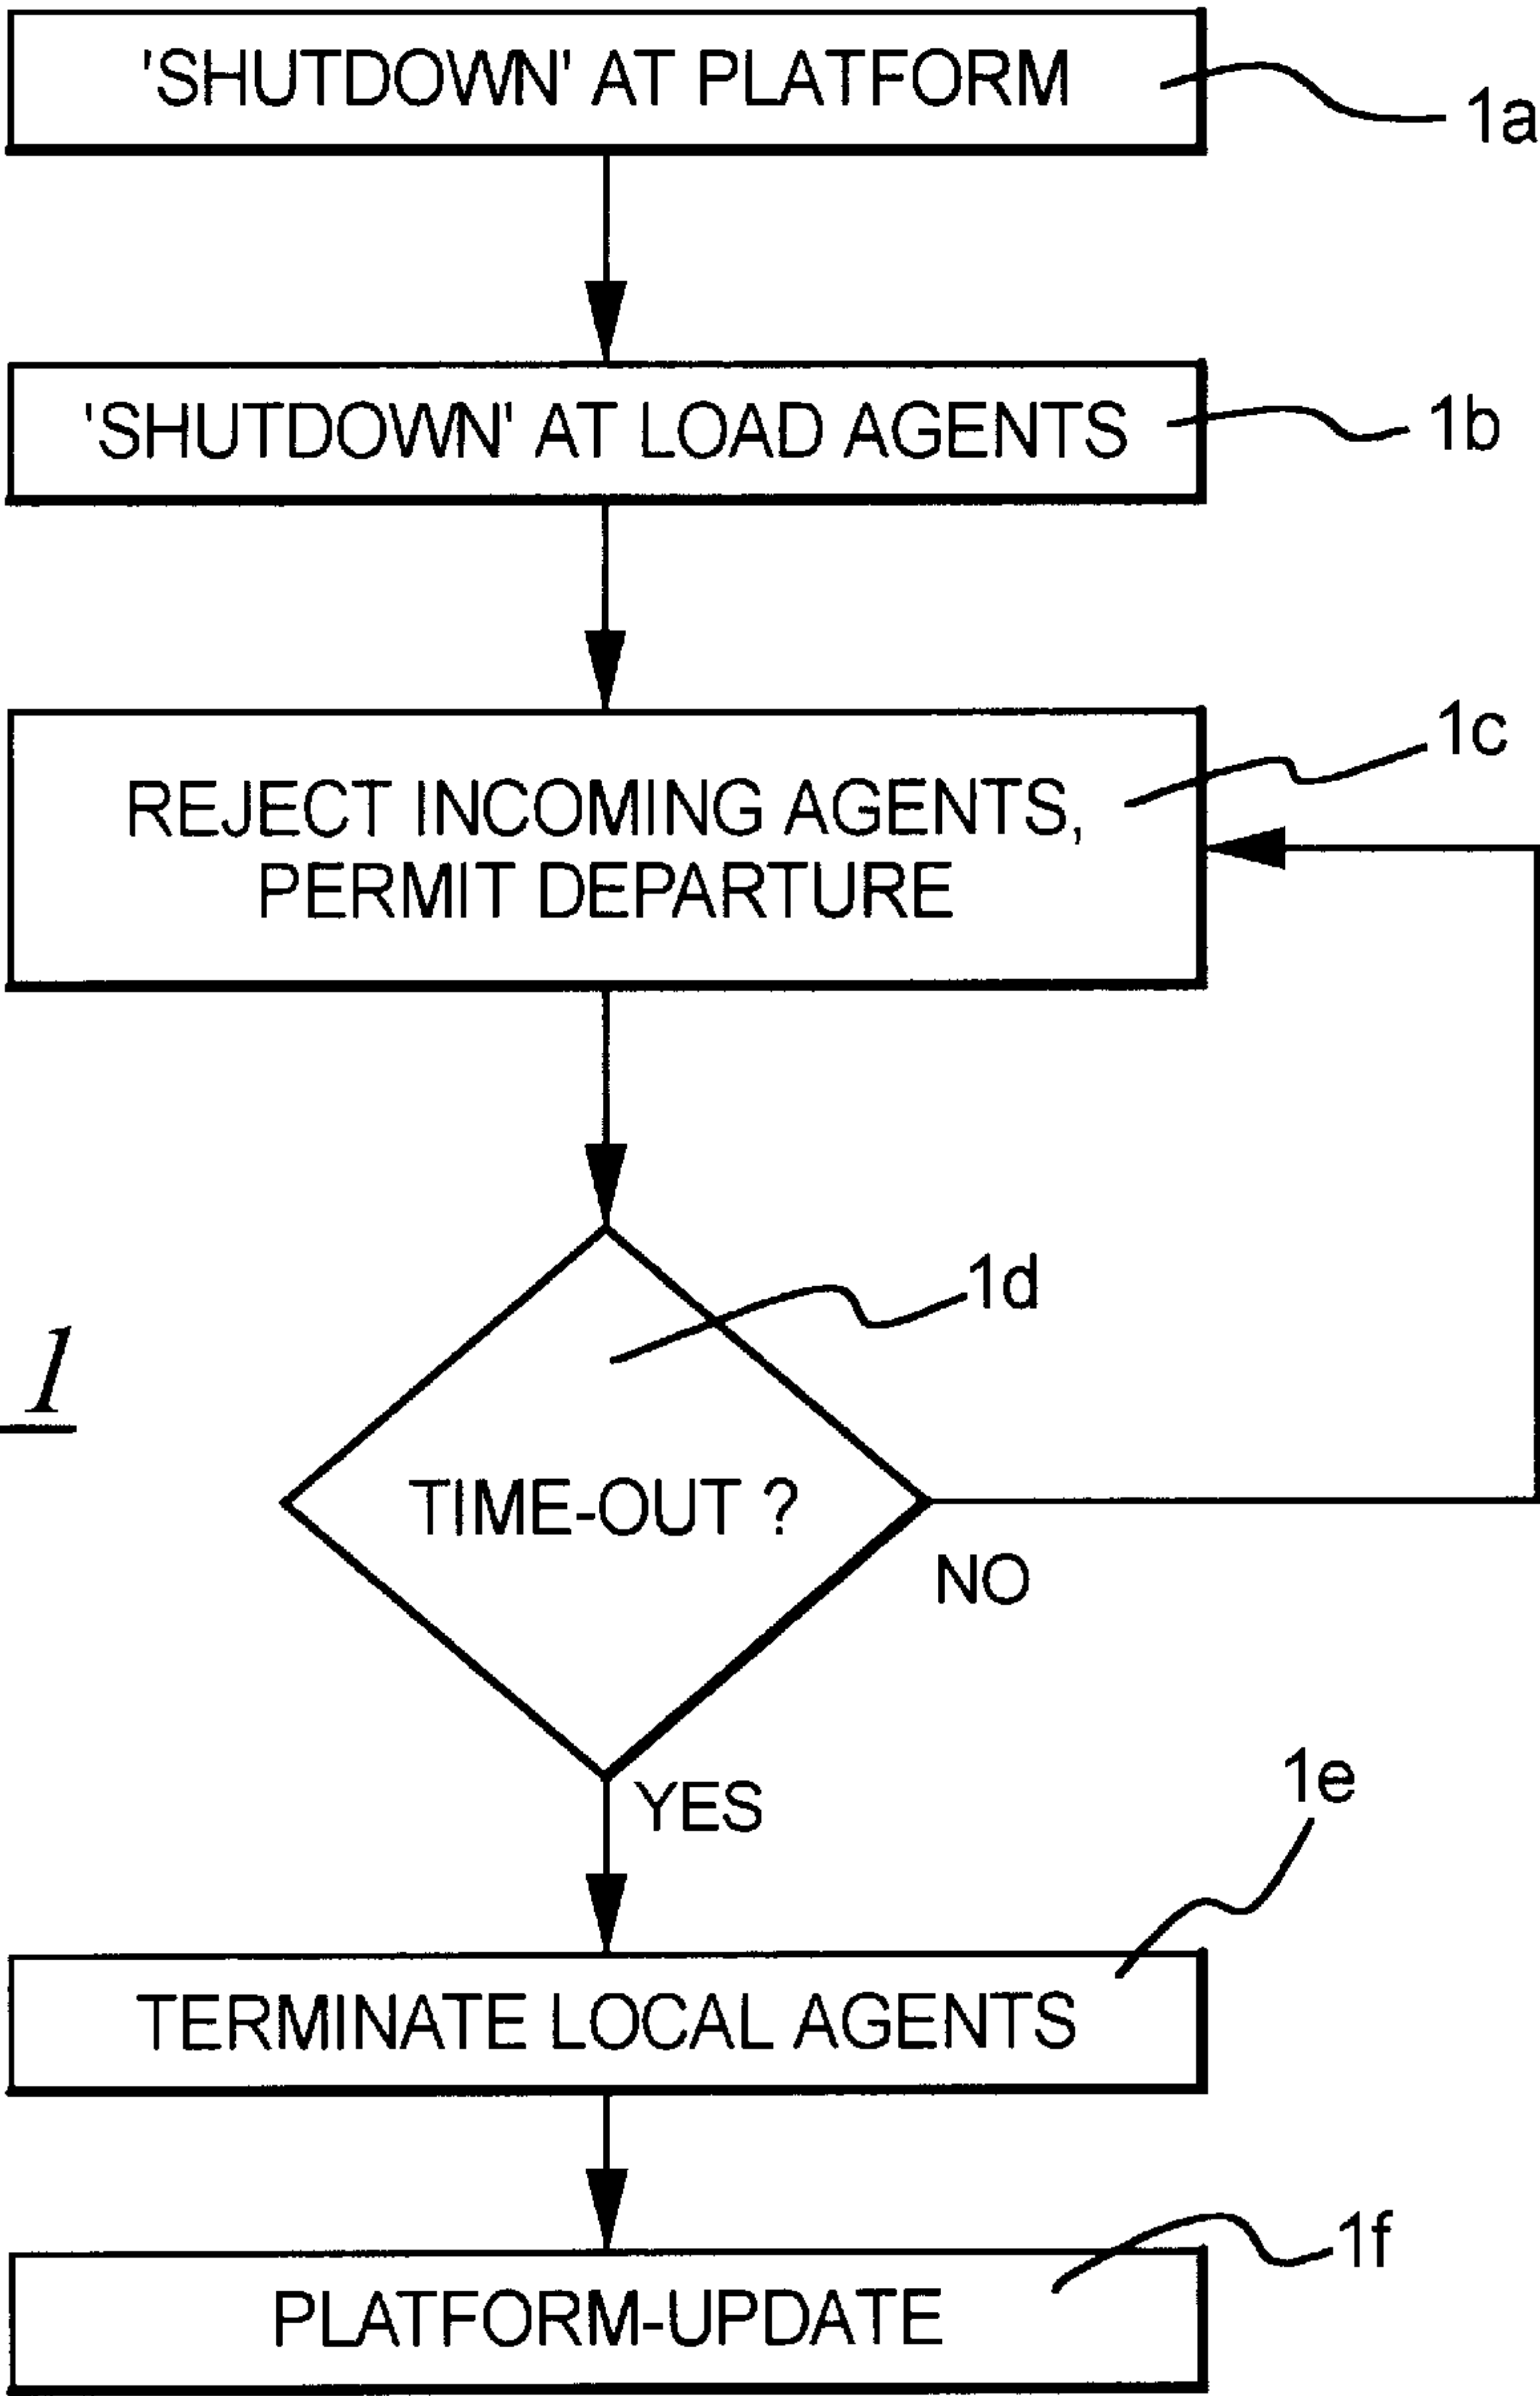 'SHUTDOWN' AT PLATFORM
1a
'SHUTDOWN' AT LOAD AGENTS
1b
1c
REJECT INCOMING AGENTS,
PERMIT DEPARTURE
1d
1
TIME-OUT ?
NO
YES
1e
TERMINATE LOCAL AGENTS
1f
PLATFORM-UPDATE